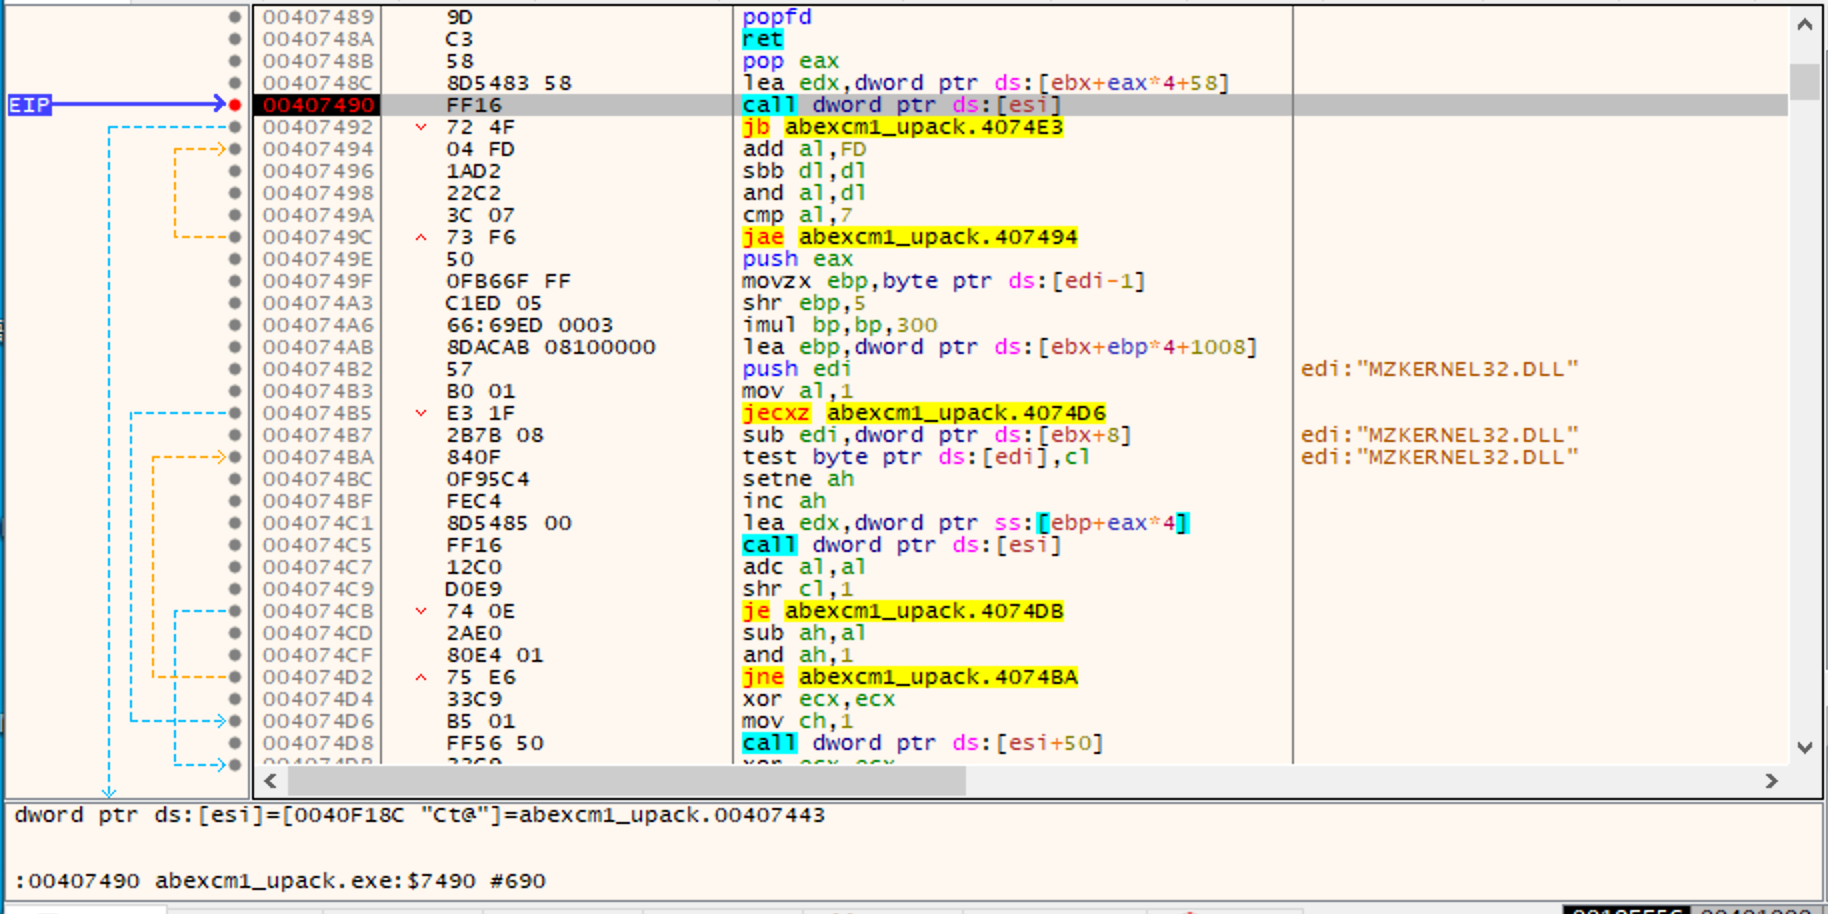 00407489 9D popfd
0040748A C3 ret
0040748B 58 pop eax
0040748C 8D5483 58 lea edx,dword ptr ds:[ebx+eax*4+58]
EIP 00407490 FF16 call dword ptr ds:[esi]
00407492 72 4F jb abexcm1_upack.4074E3
00407494 04 FD add al,FD
00407496 1AD2 sbb dl,dl
00407498 22C2 and al,dl
0040749A 3C 07 cmp al,7
0040749C 73 F6 jae abexcm1_upack.407494
0040749E 50 push eax
0040749F 0FB66F FF movzx ebp,byte ptr ds:[edi-1]
004074A3 C1ED 05 shr ebp,5
004074A6 66:69ED 0003 imul bp,bp,300
004074AB 8DACAB 08100000 lea ebp,dword ptr ds:[ebx+ebp*4+1008]
004074B2 57 push edi edi:"MZKERNEL32.DLL"
004074B3 B0 01 mov al,1
004074B5 E3 1F jecxz abexcm1_upack.4074D6
004074B7 2B7B 08 sub edi,dword ptr ds:[ebx+8] edi:"MZKERNEL32.DLL"
004074BA 840F test byte ptr ds:[edi],cl edi:"MZKERNEL32.DLL"
004074BC 0F95C4 setne ah
004074BF FEC4 inc ah
004074C1 8D5485 00 lea edx,dword ptr ss:[ebp+eax*4]
004074C5 FF16 call dword ptr ds:[esi]
004074C7 12C0 adc al,al
004074C9 D0E9 shr cl,1
004074CB 74 0E je abexcm1_upack.4074DB
004074CD 2AE0 sub ah,al
004074CF 80E4 01 and ah,1
004074D2 75 E6 jne abexcm1_upack.4074BA
004074D4 33C9 xor ecx,ecx
004074D6 B5 01 mov ch,1
004074D8 FF56 50 call dword ptr ds:[esi+50]
004074DB 33C9 xor ecx,ecx
dword ptr ds:[esi]=[0040F18C "Ct@"]=abexcm1_upack.00407443
:00407490 abexcm1_upack.exe:$7490 #690